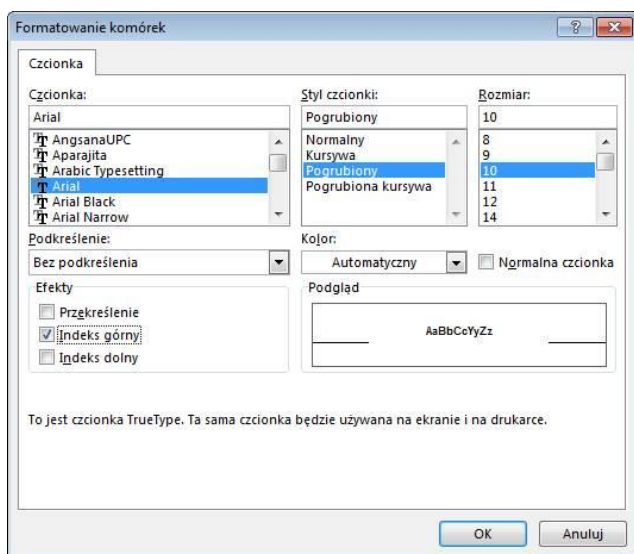 Formatowanie komórek
Czcionka
Czcionka:
Styl czcionki:
Rozmiar:
Arial
Pogrubiony
10
AngsanaUPC
Aparajita
Arabic Typesetting
Arial
Arial Black
Arial Narrow
Normalny
Kursywa
Pogrubiony
Pogrubiona kursywa
8
9
10
11
12
14
Podkreślenie:
Kolor:
Bez podkreślenia
Automatyczny
Normalna czcionka
Efekty
Przekreślenie
Indeks górny
Indeks dolny
Podgląd
AaBbCcYyZz
To jest czcionka TrueType. Ta sama czcionka będzie używana na ekranie i na drukarce.
OK
Anuluj